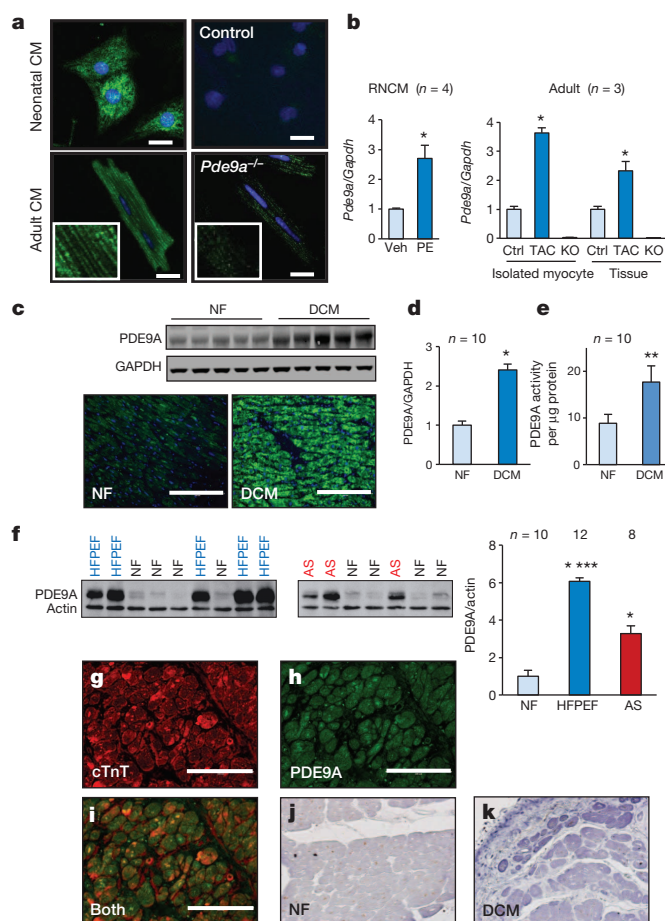 a
Neonatal CM
Control
Adult CM
Pde9a–/–
b
RNCM (n = 4)
Adult (n = 3)
Pde9a/Gapdh
4
3
2
1
0
*
Veh PE
Pde9a/Gapdh
4
3
2
1
0
*
*
Ctrl TAC KO Ctrl TAC KO
Isolated myocyte Tissue
c
NF DCM
PDE9A
GAPDH
NF
DCM
d
n = 10
PDE9A/GAPDH
3
2
1
0
*
NF DCM
e
n = 10
PDE9A activity
per μg protein
30
20
10
0
**
NF DCM
f
HFPEF HFPEF NF NF NF HFPEF NF HFPEF HFPEF
PDE9A
Actin
AS AS NF NF AS NF NF
n = 10 12 8
PDE9A/actin
6
4
2
0
* ***
*
NF HFPEF AS
g
cTnT
h
PDE9A
i
Both
j
NF
k
DCM